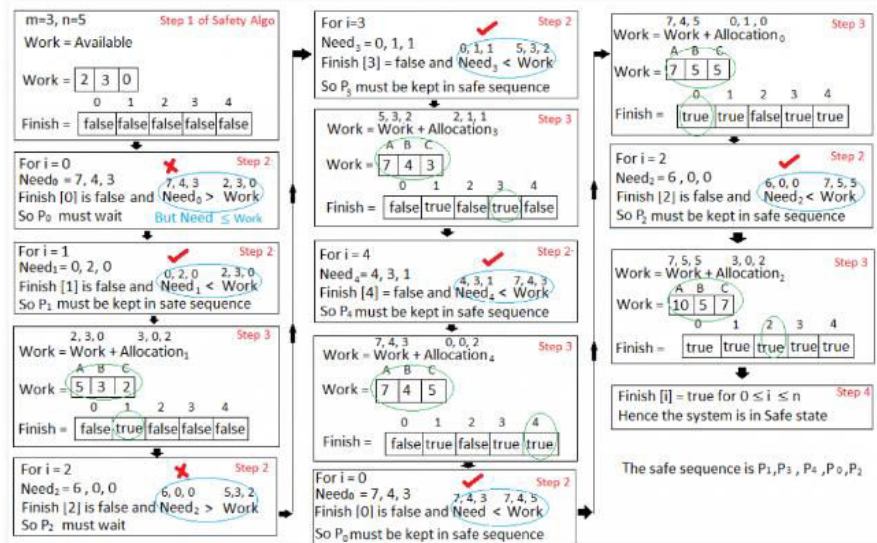 m=3, n=5 Step 1 of Safety Algo
Work = Available
Work = 2 3 0
0 1 2 3 4
Finish = false false false false false
For i = 0 Step 2
Need₀ = 7, 4, 3 7, 4, 3 2, 3, 0
Finish [0] is false and Need₀ > Work
So P₀ must wait But Need ≤ Work
For i = 1 Step 2
Need₁ = 0, 2, 0 0, 2, 0 2, 3, 0
Finish [1] is false and Need₁ < Work
So P₁ must be kept in safe sequence
2, 3, 0 3, 0, 2 Step 3
Work = Work + Allocation₁
A B C
Work = 5 3 2
0 1 2 3 4
Finish = false true false false false
For i = 2 Step 2
Need₂ = 6, 0, 0 6, 0, 0 5,3, 2
Finish [2] is false and Need₂ > Work
So P₂ must wait
For i=3 Step 2
Need₃ = 0, 1, 1 0, 1, 1 5, 3, 2
Finish [3] = false and Need₃ < Work
So P₃ must be kept in safe sequence
5, 3, 2 2, 1, 1 Step 3
Work = Work + Allocation₃
A B C
Work = 7 4 3
0 1 2 3 4
Finish = false true false true false
For i = 4 Step 2
Need₄ = 4, 3, 1 4, 3, 1 7, 4, 3
Finish [4] = false and Need₄ < Work
So P₄ must be kept in safe sequence
7, 4, 3 0, 0, 2 Step 3
Work = Work + Allocation₄
A B C
Work = 7 4 5
0 1 2 3 4
Finish = false true false true true
For i = 0 Step 2
Need₀ = 7, 4, 3 7, 4, 3 7, 4, 5
Finish [0] is false and Need < Work
So P₀ must be kept in safe sequence
7, 4, 5 0, 1, 0 Step 3
Work = Work + Allocation₀
A B C
Work = 7 5 5
0 1 2 3 4
Finish = true true false true true
For i = 2 Step 2
Need₂ = 6 , 0, 0 6, 0, 0 7, 5, 5
Finish [2] is false and Need₂ < Work
So P₂ must be kept in safe sequence
7, 5, 5 3, 0, 2 Step 3
Work = Work + Allocation₂
A B C
Work = 10 5 7
0 1 2 3 4
Finish = true true true true true
Finish [i] = true for 0 ≤ i ≤ n Step 4
Hence the system is in Safe state
The safe sequence is P₁,P₃ , P₄ ,P₀,P₂